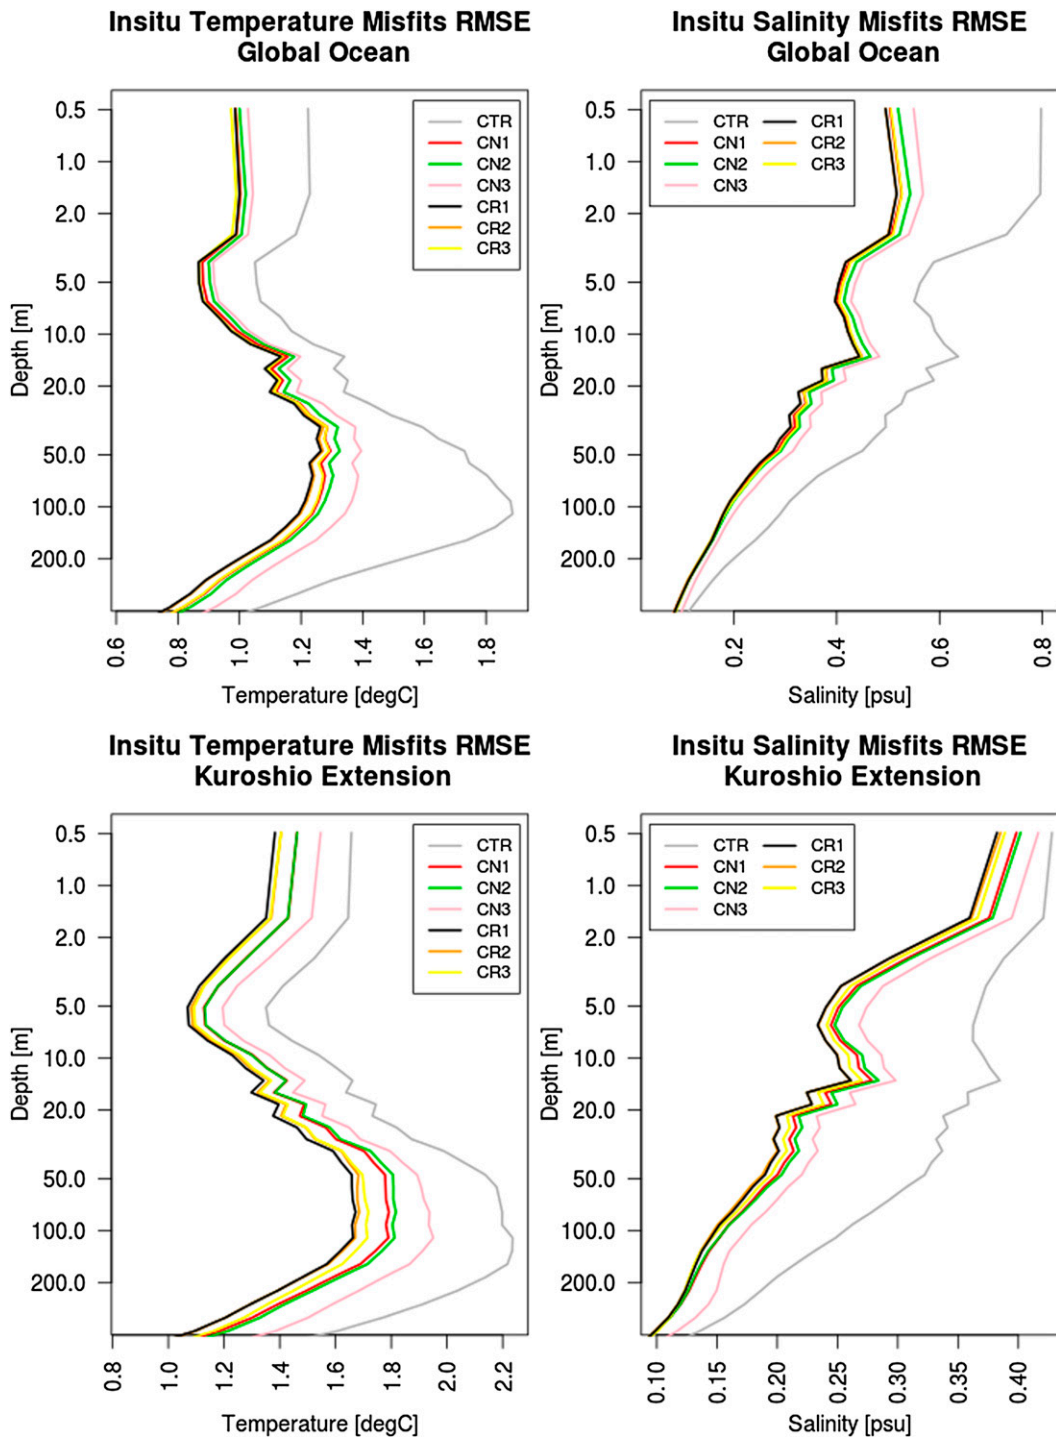 Insitu Temperature Misfits RMSE
Global Ocean
Depth [m]
0.5
1.0
2.0
5.0
10.0
20.0
50.0
100.0
200.0
CTR
CN1
CN2
CN3
CR1
CR2
CR3
0.6 0.8 1.0 1.2 1.4 1.6 1.8
Temperature [degC]
Insitu Salinity Misfits RMSE
Global Ocean
Depth [m]
0.5
1.0
2.0
5.0
10.0
20.0
50.0
100.0
200.0
CTR CR1
CN1 CR2
CN2 CR3
CN3
0.2 0.4 0.6 0.8
Salinity [psu]
Insitu Temperature Misfits RMSE
Kuroshio Extension
Depth [m]
0.5
1.0
2.0
5.0
10.0
20.0
50.0
100.0
200.0
CTR
CN1
CN2
CN3
CR1
CR2
CR3
0.8 1.0 1.2 1.4 1.6 1.8 2.0 2.2
Temperature [degC]
Insitu Salinity Misfits RMSE
Kuroshio Extension
Depth [m]
0.5
1.0
2.0
5.0
10.0
20.0
50.0
100.0
200.0
CTR CR1
CN1 CR2
CN2 CR3
CN3
0.10 0.15 0.20 0.25 0.30 0.35 0.40
Salinity [psu]